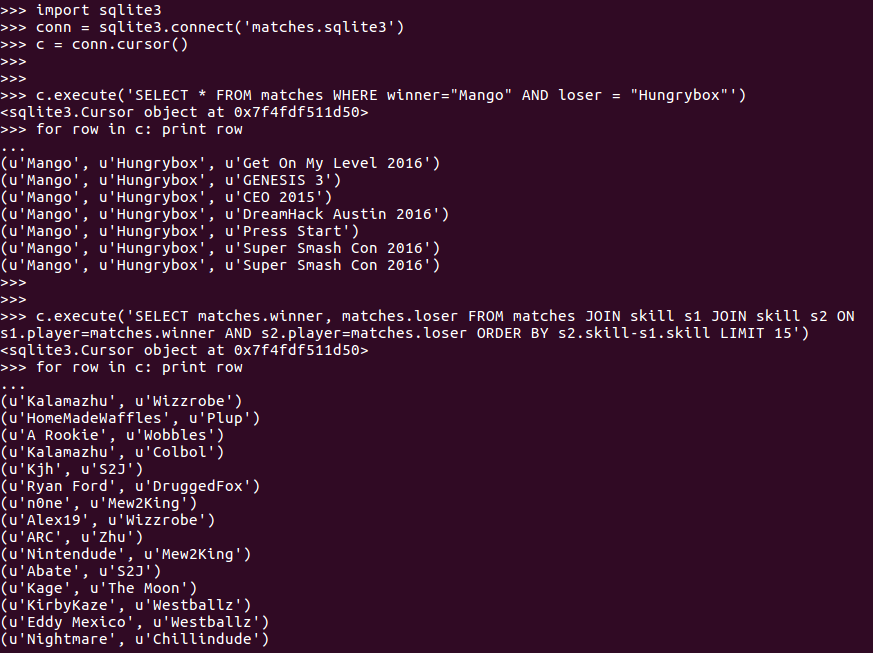 >>> import sqlite3
>>> conn = sqlite3.connect('matches.sqlite3')
>>> c = conn.cursor()
>>>
>>>
>>> c.execute('SELECT * FROM matches WHERE winner="Mango" AND loser = "Hungrybox"')
<sqlite3.Cursor object at 0x7f4fdf511d50>
>>> for row in c: print row
...
(u'Mango', u'Hungrybox', u'Get On My Level 2016')
(u'Mango', u'Hungrybox', u'GENESIS 3')
(u'Mango', u'Hungrybox', u'CEO 2015')
(u'Mango', u'Hungrybox', u'DreamHack Austin 2016')
(u'Mango', u'Hungrybox', u'Press Start')
(u'Mango', u'Hungrybox', u'Super Smash Con 2016')
(u'Mango', u'Hungrybox', u'Super Smash Con 2016')
>>>
>>>
>>> c.execute('SELECT matches.winner, matches.loser FROM matches JOIN skill s1 JOIN skill s2 ON
s1.player=matches.winner AND s2.player=matches.loser ORDER BY s2.skill-s1.skill LIMIT 15')
<sqlite3.Cursor object at 0x7f4fdf511d50>
>>> for row in c: print row
...
(u'Kalamazhu', u'Wizzrobe')
(u'HomeMadeWaffles', u'Plup')
(u'A Rookie', u'Wobbles')
(u'Kalamazhu', u'Colbol')
(u'Kjh', u'S2J')
(u'Ryan Ford', u'DruggedFox')
(u'n0ne', u'Mew2King')
(u'Alex19', u'Wizzrobe')
(u'ARC', u'Zhu')
(u'Nintendude', u'Mew2King')
(u'Abate', u'S2J')
(u'Kage', u'The Moon')
(u'KirbyKaze', u'Westballz')
(u'Eddy Mexico', u'Westballz')
(u'Nightmare', u'Chillindude')